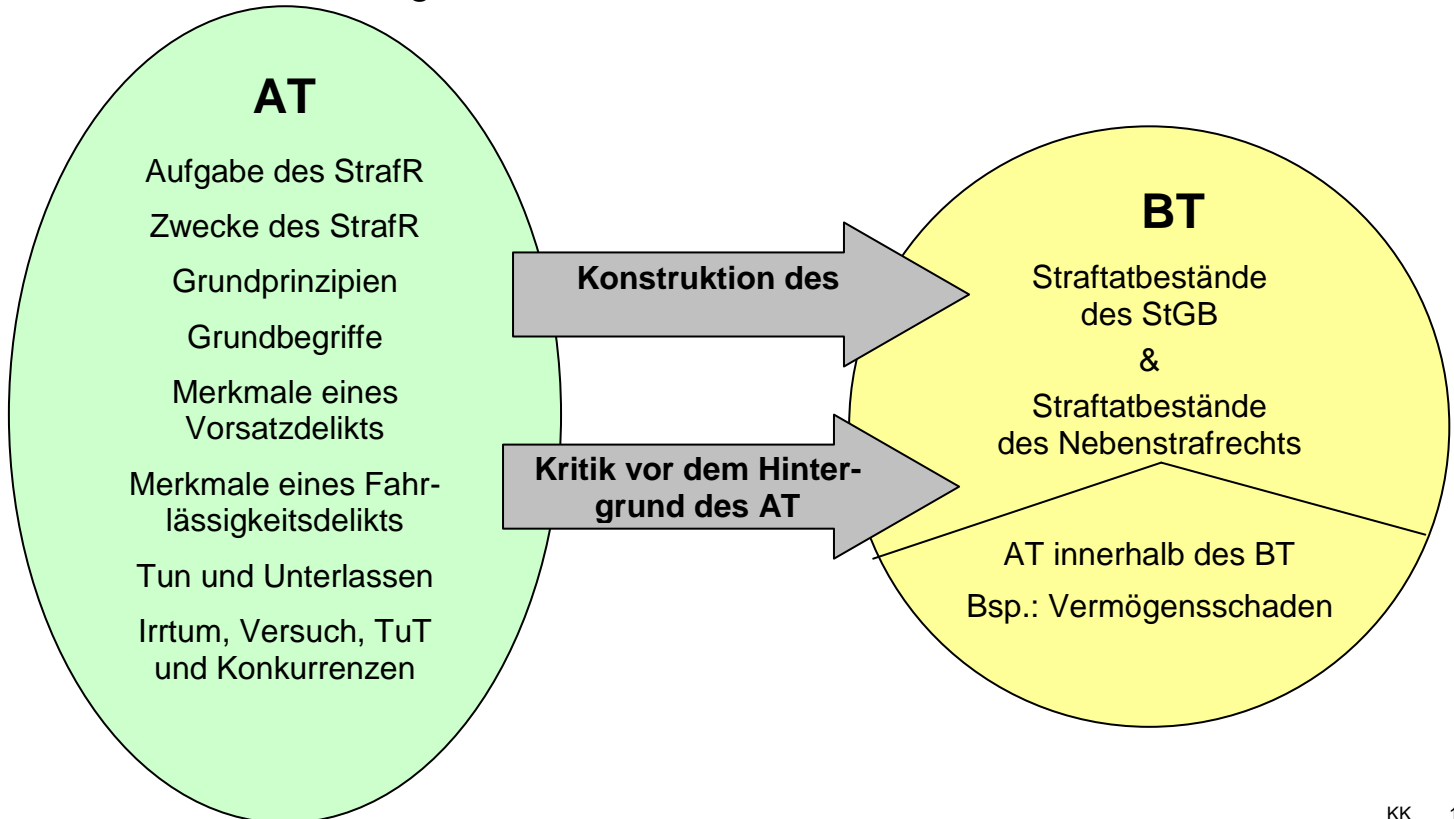 AT
Aufgabe des StrafR
Zwecke des StrafR
Grundprinzipien
Grundbegriffe
Merkmale eines
Vorsatzdelikts
Merkmale eines Fahr-
lässigkeitsdelikts
Tun und Unterlassen
Irrtum, Versuch, TuT
und Konkurrenzen
Konstruktion des
Kritik vor dem Hinter-
grund des AT
BT
Straftatbestände
des StGB
&
Straftatbestände
des Nebenstrafrechts
AT innerhalb des BT
Bsp.: Vermögensschaden
KK 1